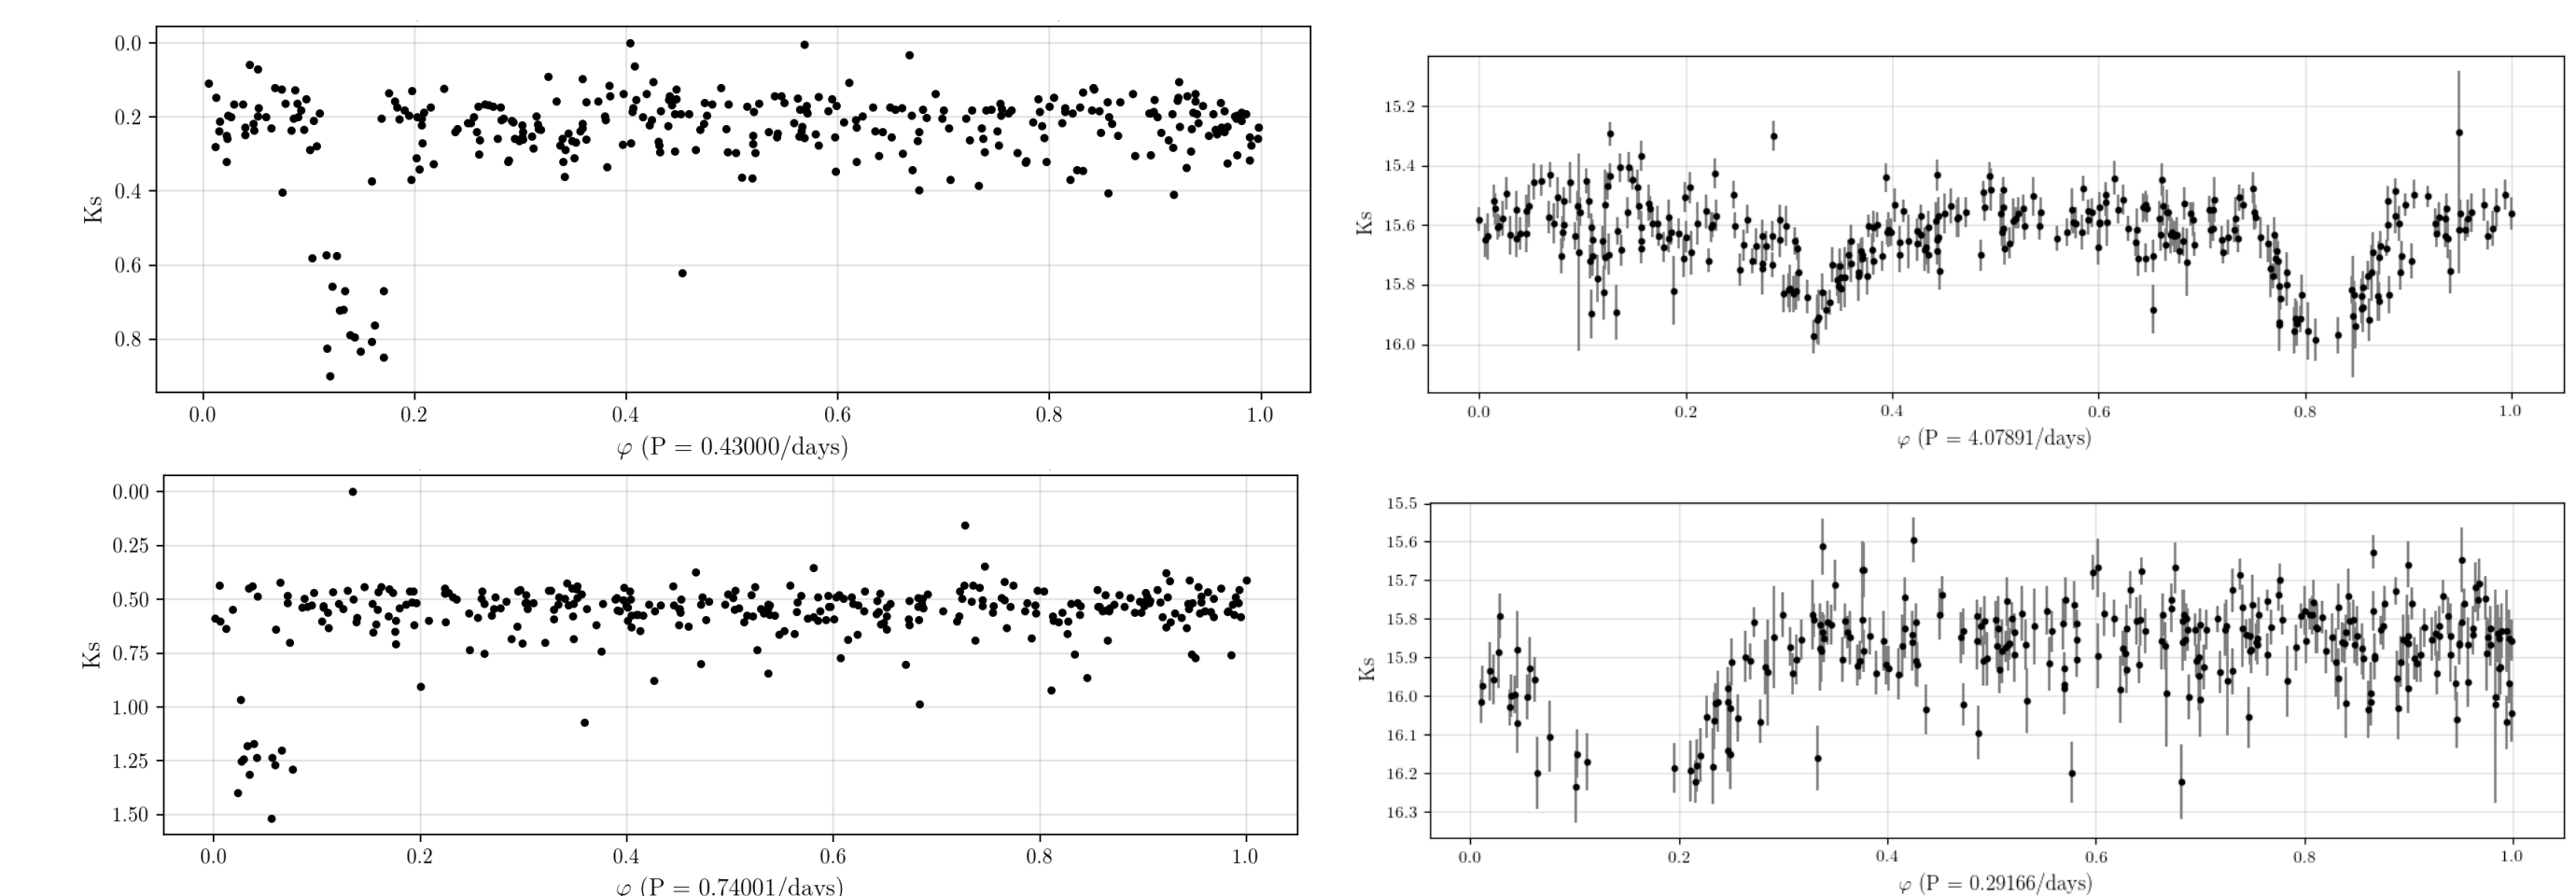 0.0
0.2
0.4
0.6
0.8
Ks
0.0 0.2 0.4 0.6 0.8 1.0
φ (P = 0.43000/days)
15.2
15.4
15.6
15.8
16.0
Ks
0.0 0.2 0.4 0.6 0.8 1.0
φ (P = 4.07891/days)
0.00
0.25
0.50
0.75
1.00
1.25
1.50
Ks
0.0 0.2 0.4 0.6 0.8 1.0
φ (P = 0.74001/days)
15.5
15.6
15.7
15.8
15.9
16.0
16.1
16.2
16.3
Ks
0.0 0.2 0.4 0.6 0.8 1.0
φ (P = 0.29166/days)